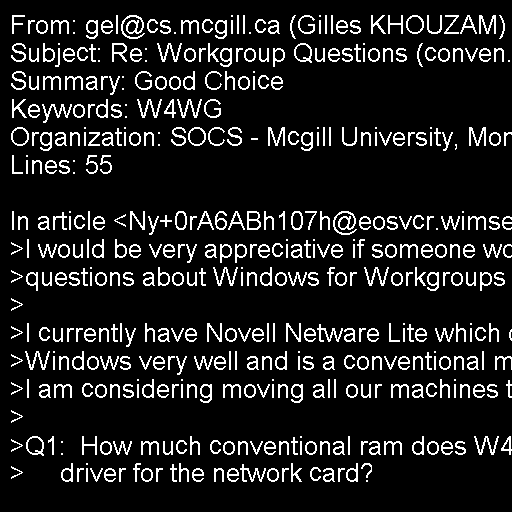 From: gel@cs.mcgill.ca (Gilles KHOUZAM)
Subject: Re: Workgroup Questions (conven.
Summary: Good Choice
Keywords: W4WG
Organization: SOCS - Mcgill University, Mon
Lines: 55

In article <Ny+0rA6ABh107h@eosvcr.wimse
>I would be very appreciative if someone wo
>questions about Windows for Workgroups
>
>I currently have Novell Netware Lite which
>Windows very well and is a conventional m
>I am considering moving all our machines t
>
>Q1:  How much conventional ram does W4
>     driver for the network card?